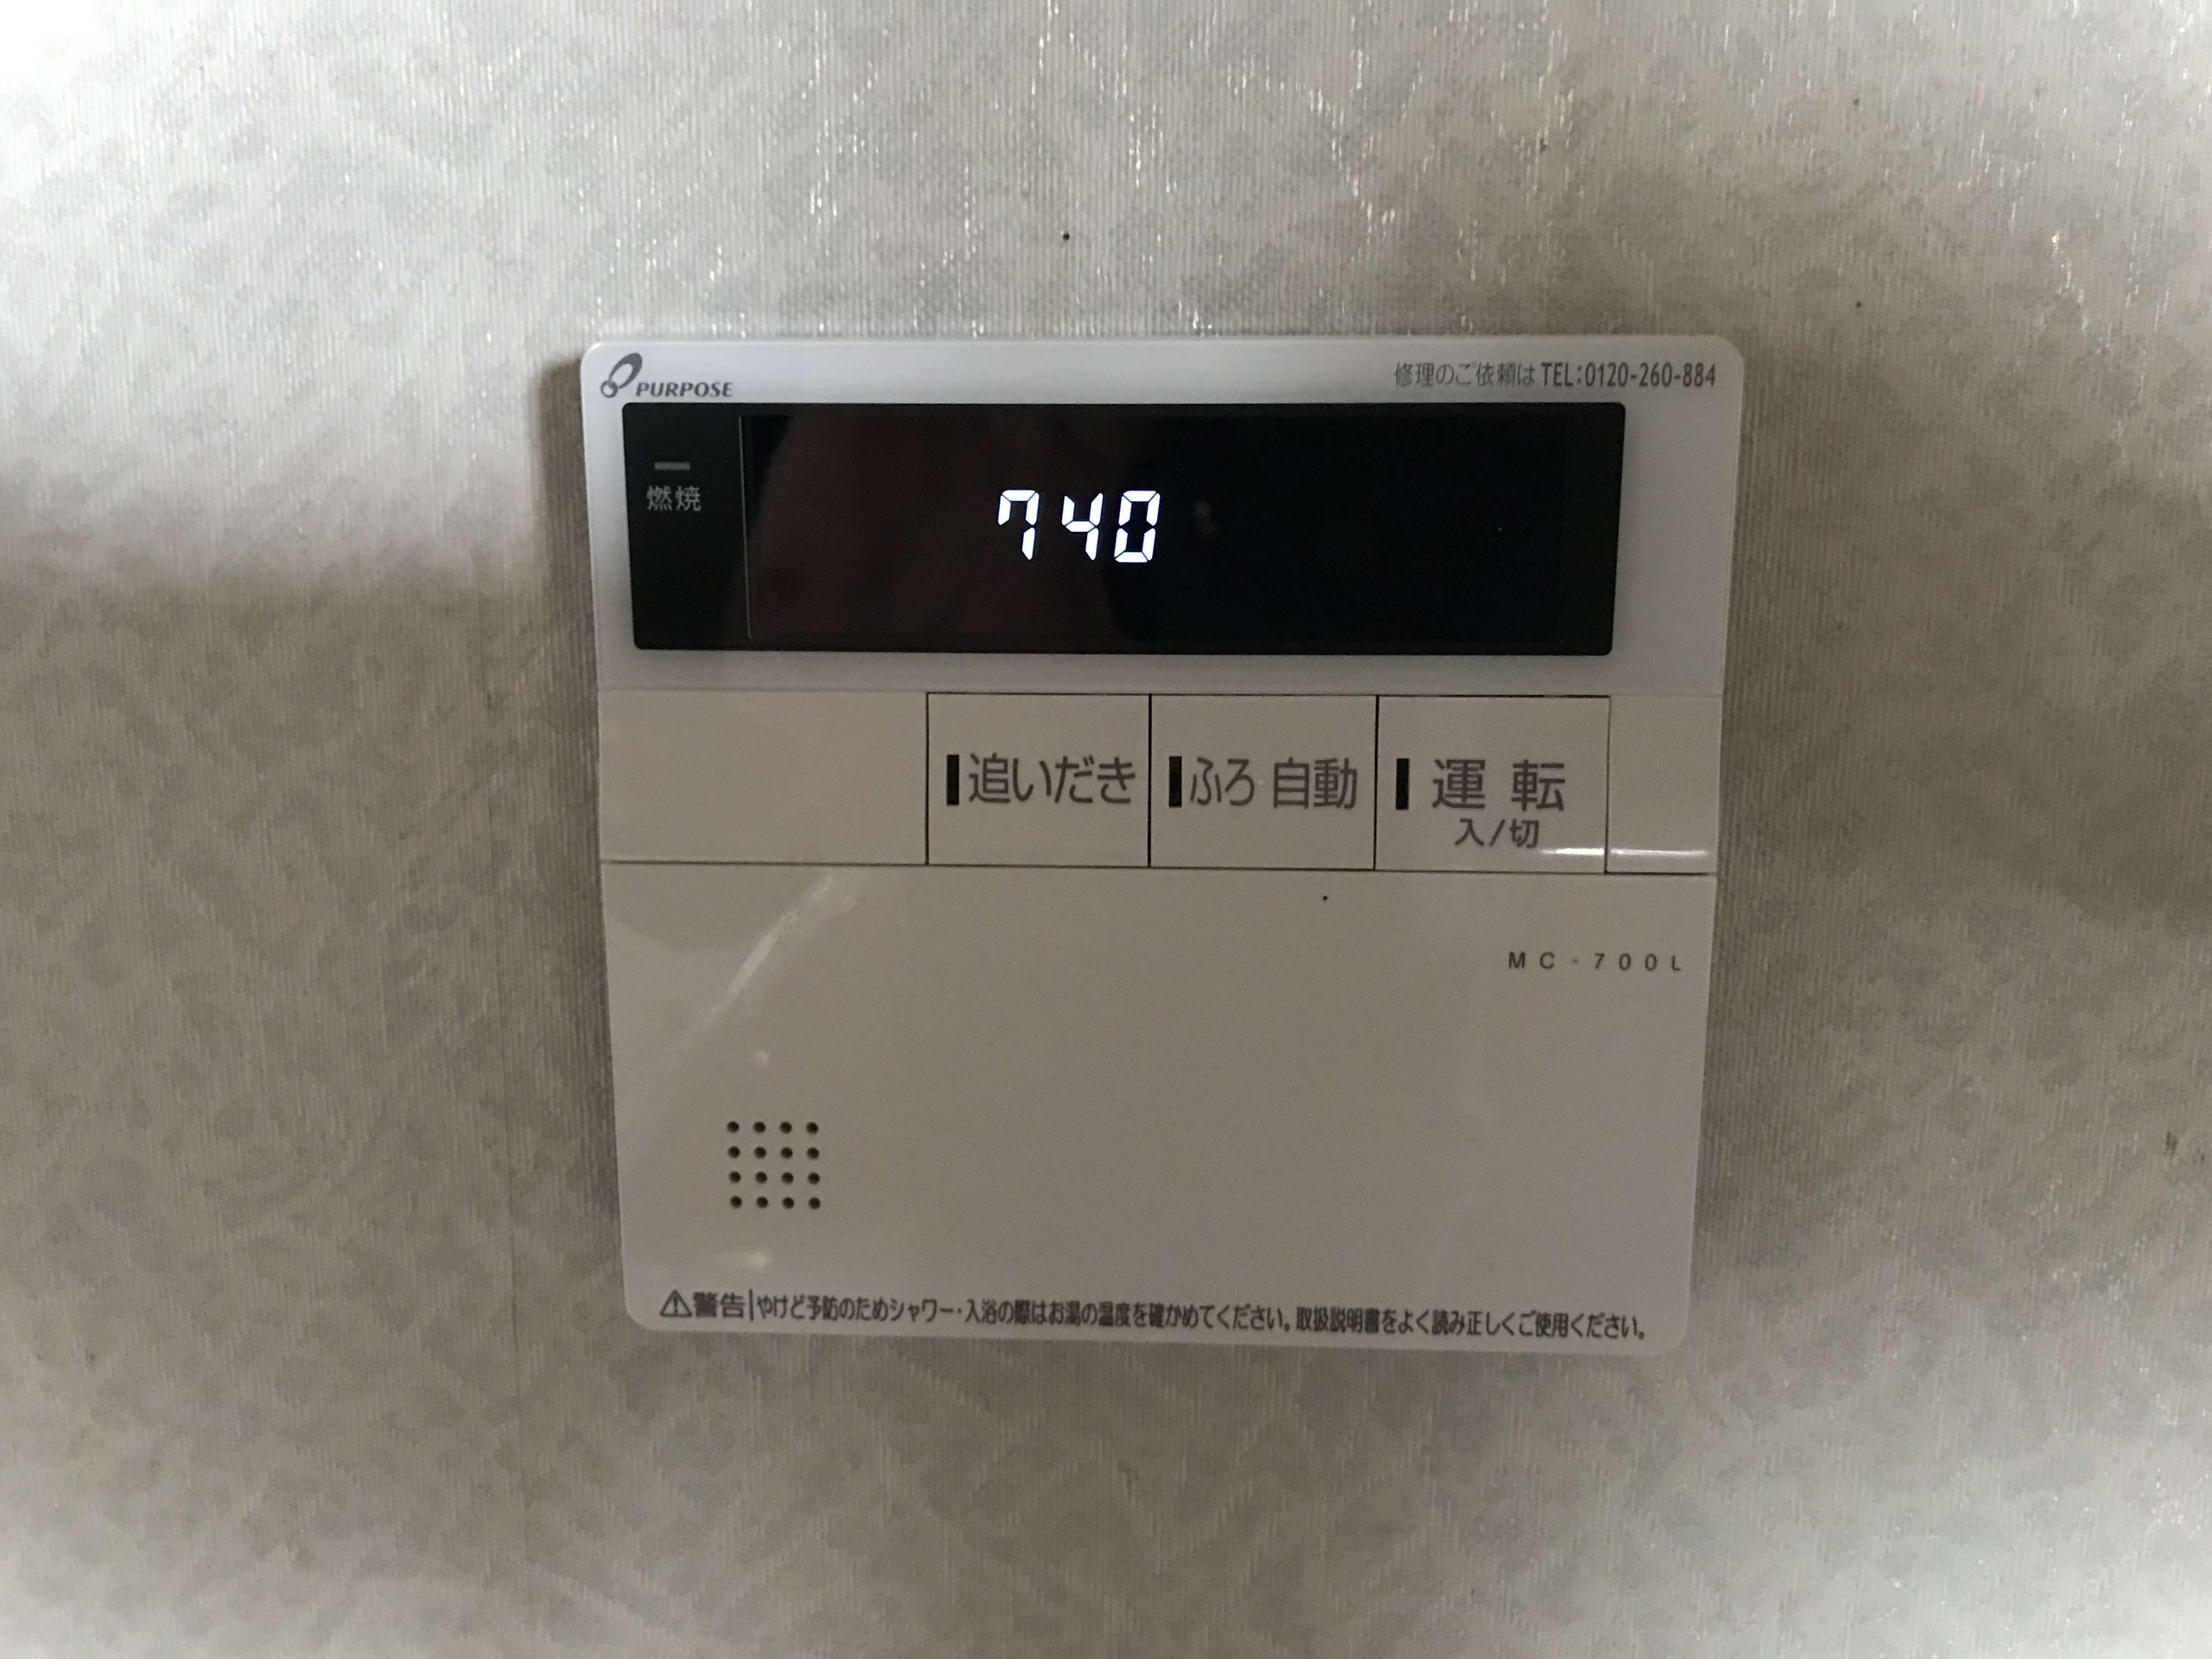 PURPOSE
修理のご依頼は TEL:0120-260-884
燃焼
740
追いだき
ふろ 自動
運転
入/切
MC-700L
⚠警告|やけど予防のためシャワー・入浴の際はお湯の温度を確かめてください。取扱説明書をよく読み正しくご使用ください。